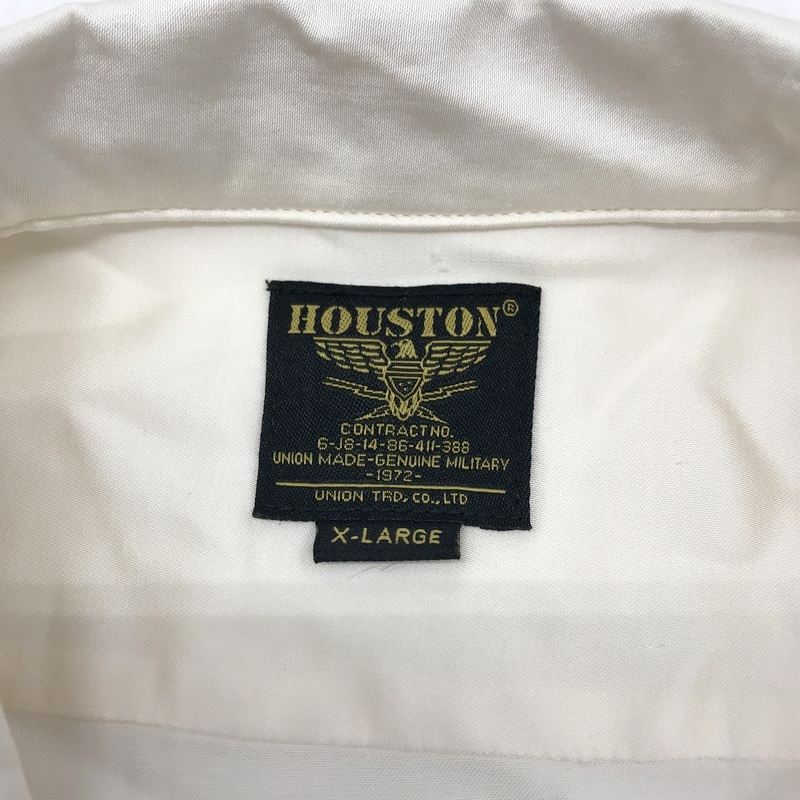 HOUSTON®
CONTRACT NO.
6-J8-14-86-411-388
UNION MADE-GENUINE MILITARY
-1972-
UNION TRD, CO., LTD
X-LARGE